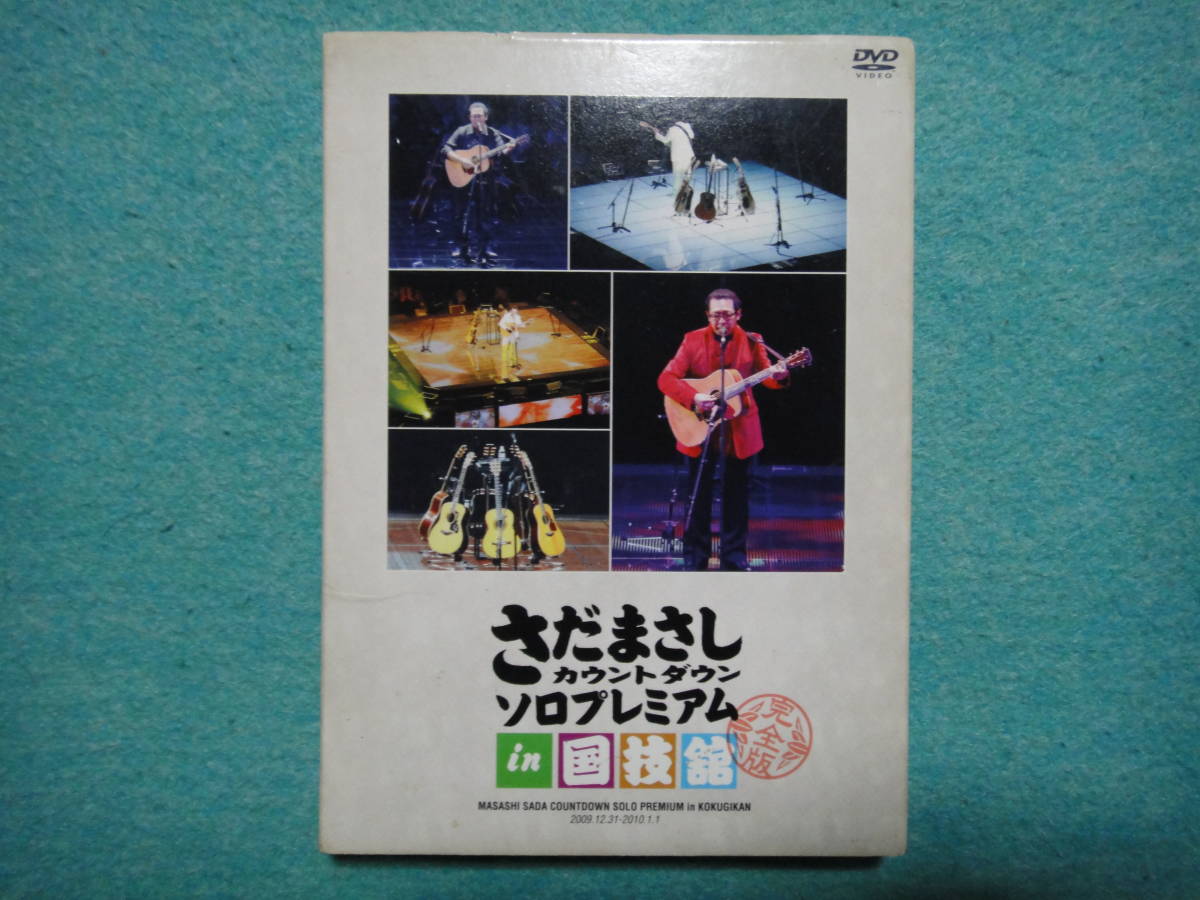 DVD
VIDEO
さだまさし
カウントダウン
ソロプレミアム
in国技館
完全版
MASASHI SADA COUNTDOWN SOLO PREMIUM in KOKUGIKAN
2009.12.31-2010.1.1